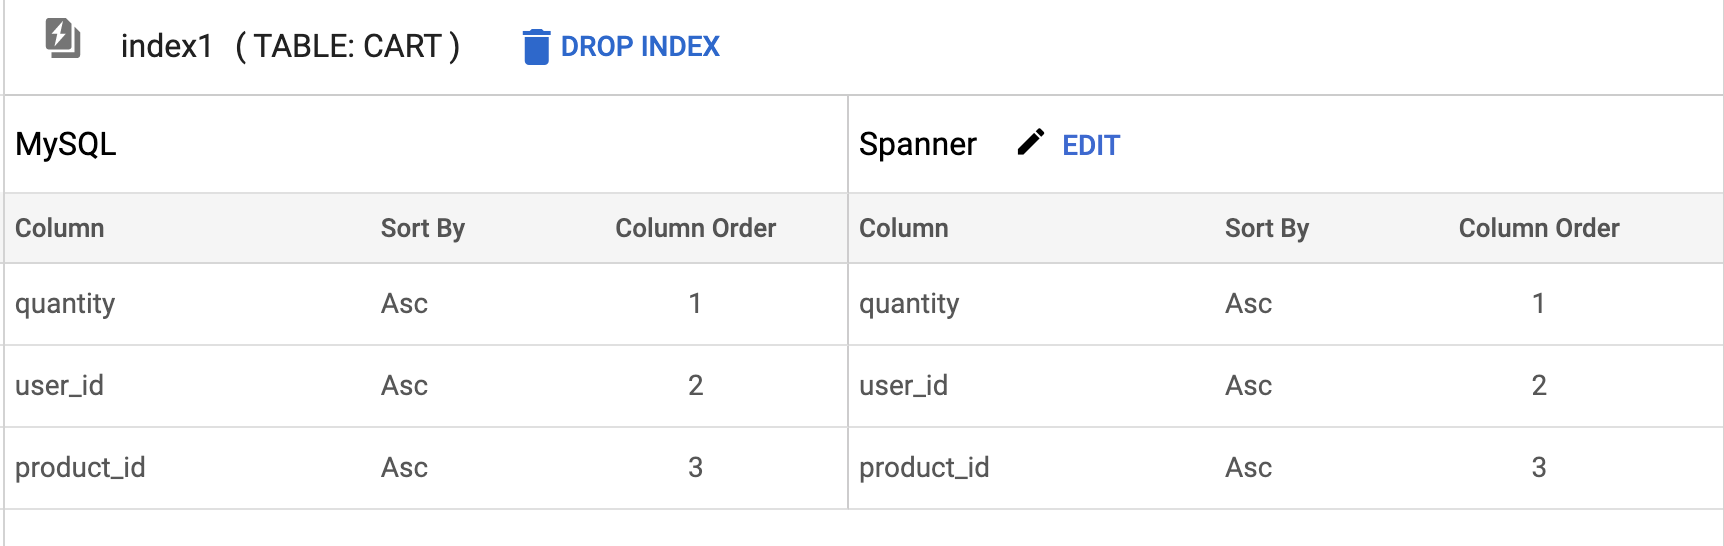 index1 ( TABLE: CART ) DROP INDEX
MySQL Spanner EDIT
Column Sort By Column Order Column Sort By Column Order
quantity Asc 1 quantity Asc 1
user_id Asc 2 user_id Asc 2
product_id Asc 3 product_id Asc 3